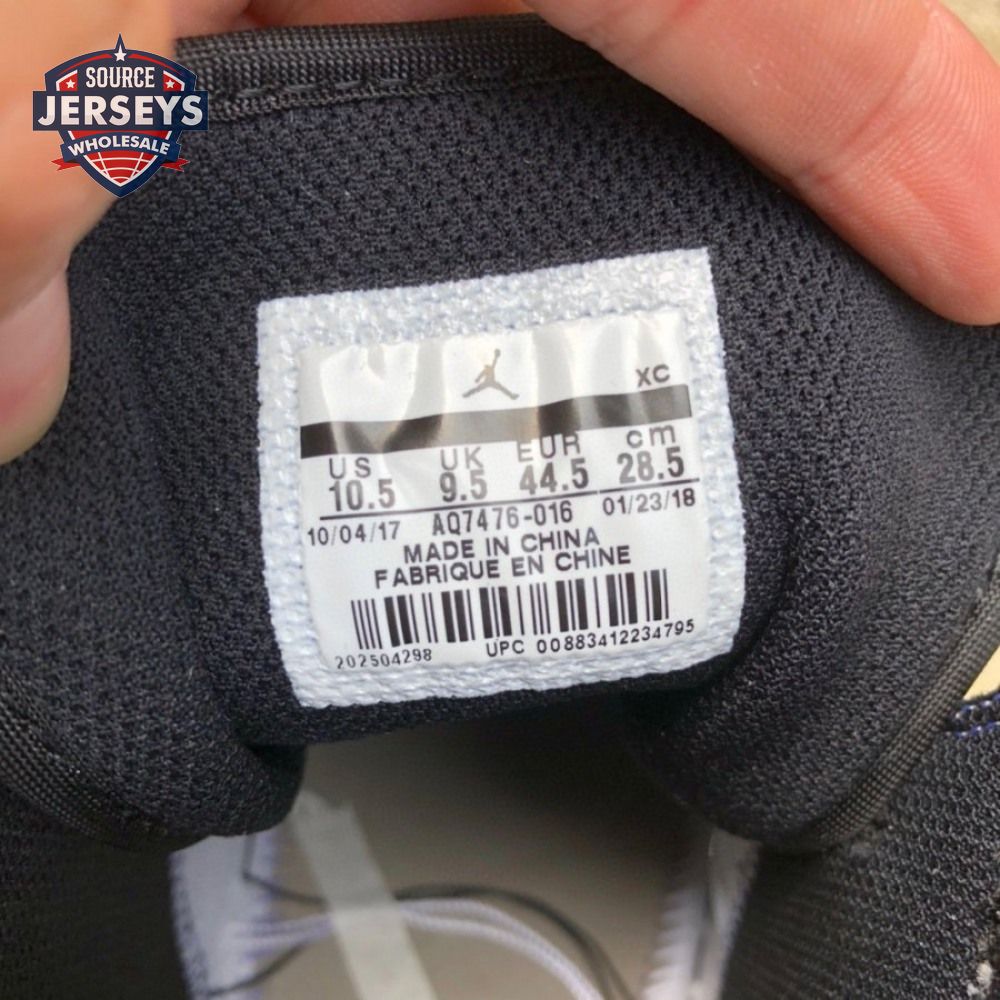 SOURCE
JERSEYS
WHOLESALE
XC
US UK EUR cm
10.5 9.5 44.5 28.5
10/04/17 AQ7476-016 01/23/18
MADE IN CHINA
FABRIQUE EN CHINE
202504298 UPC 00883412234795